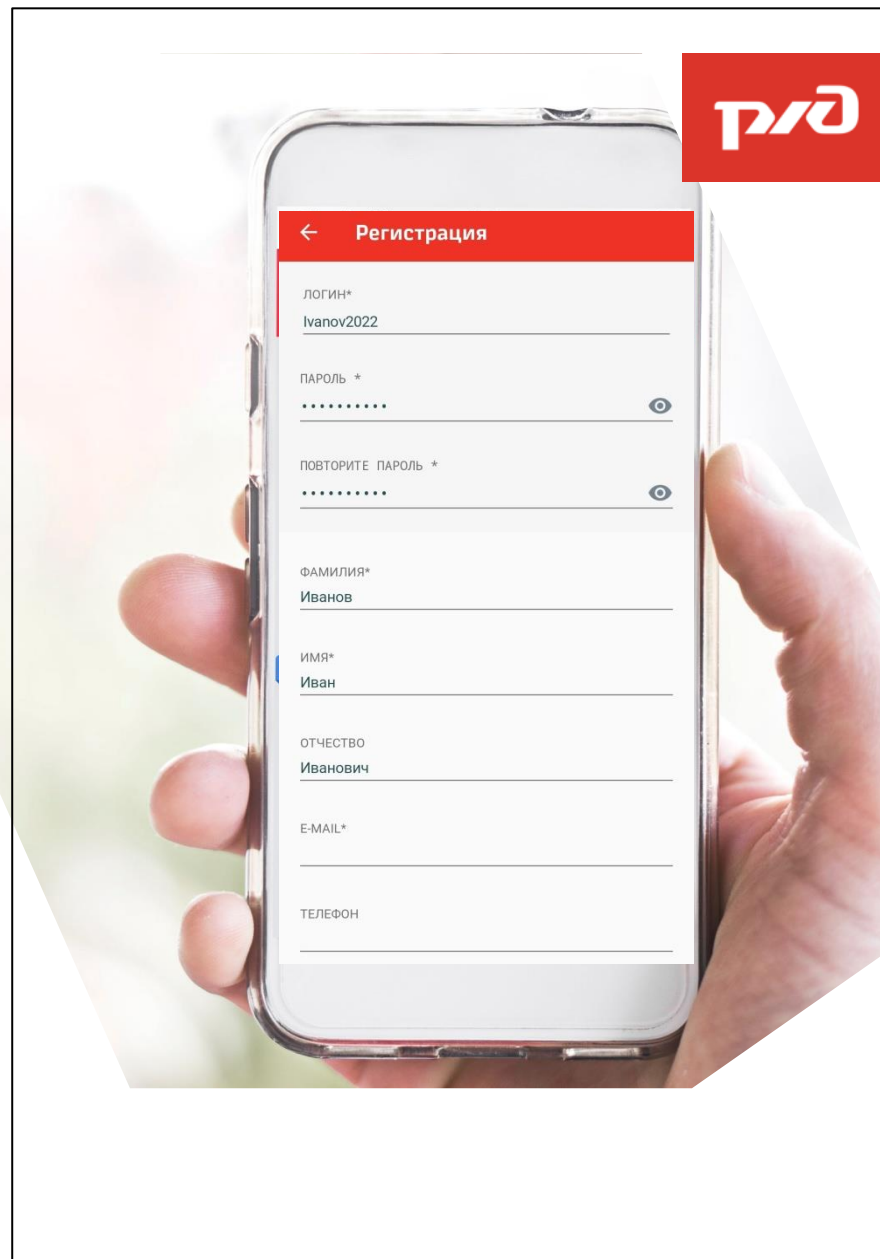 ржд
Регистрация
ЛОГИН*
Ivanov2022
ПАРОЛЬ *
••••••••••
ПОВТОРИТЕ ПАРОЛЬ *
••••••••••
ФАМИЛИЯ*
Иванов
ИМЯ*
Иван
ОТЧЕСТВО
Иванович
E-MAIL*
ТЕЛЕФОН